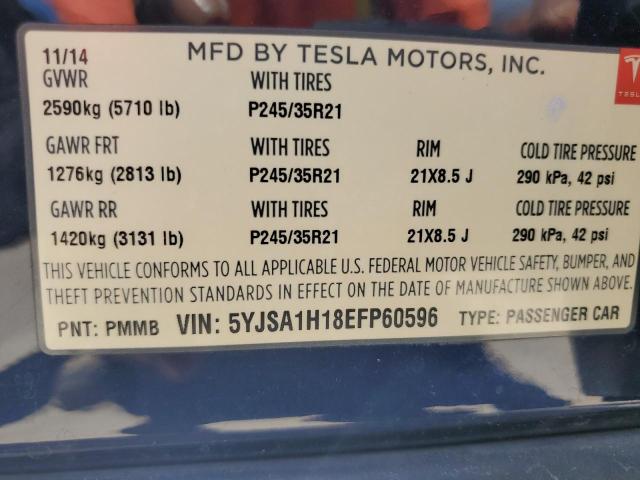 11/14 MFD BY TESLA MOTORS, INC.
GVWR WITH TIRES
2590kg (5710 lb) P245/35R21
TESLA
GAWR FRT WITH TIRES RIM COLD TIRE PRESSURE
1276kg (2813 lb) P245/35R21 21X8.5 J 290 kPa, 42 psi
GAWR RR WITH TIRES RIM COLD TIRE PRESSURE
1420kg (3131 lb) P245/35R21 21X8.5 J 290 kPa, 42 psi
THIS VEHICLE CONFORMS TO ALL APPLICABLE U.S. FEDERAL MOTOR VEHICLE SAFETY, BUMPER, AND
THEFT PREVENTION STANDARDS IN EFFECT ON THE DATE OF MANUFACTURE SHOWN ABOVE.
PNT: PMMB VIN: 5YJSA1H18EFP60596 TYPE: PASSENGER CAR